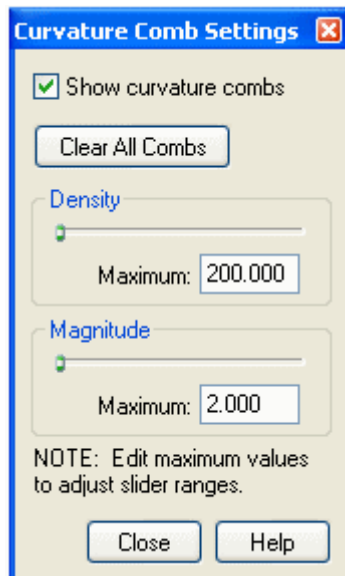 Curvature Comb Settings
Show curvature combs
Clear All Combs
Density
Maximum: 200.000
Magnitude
Maximum: 2.000
NOTE: Edit maximum values
to adjust slider ranges.
Close Help